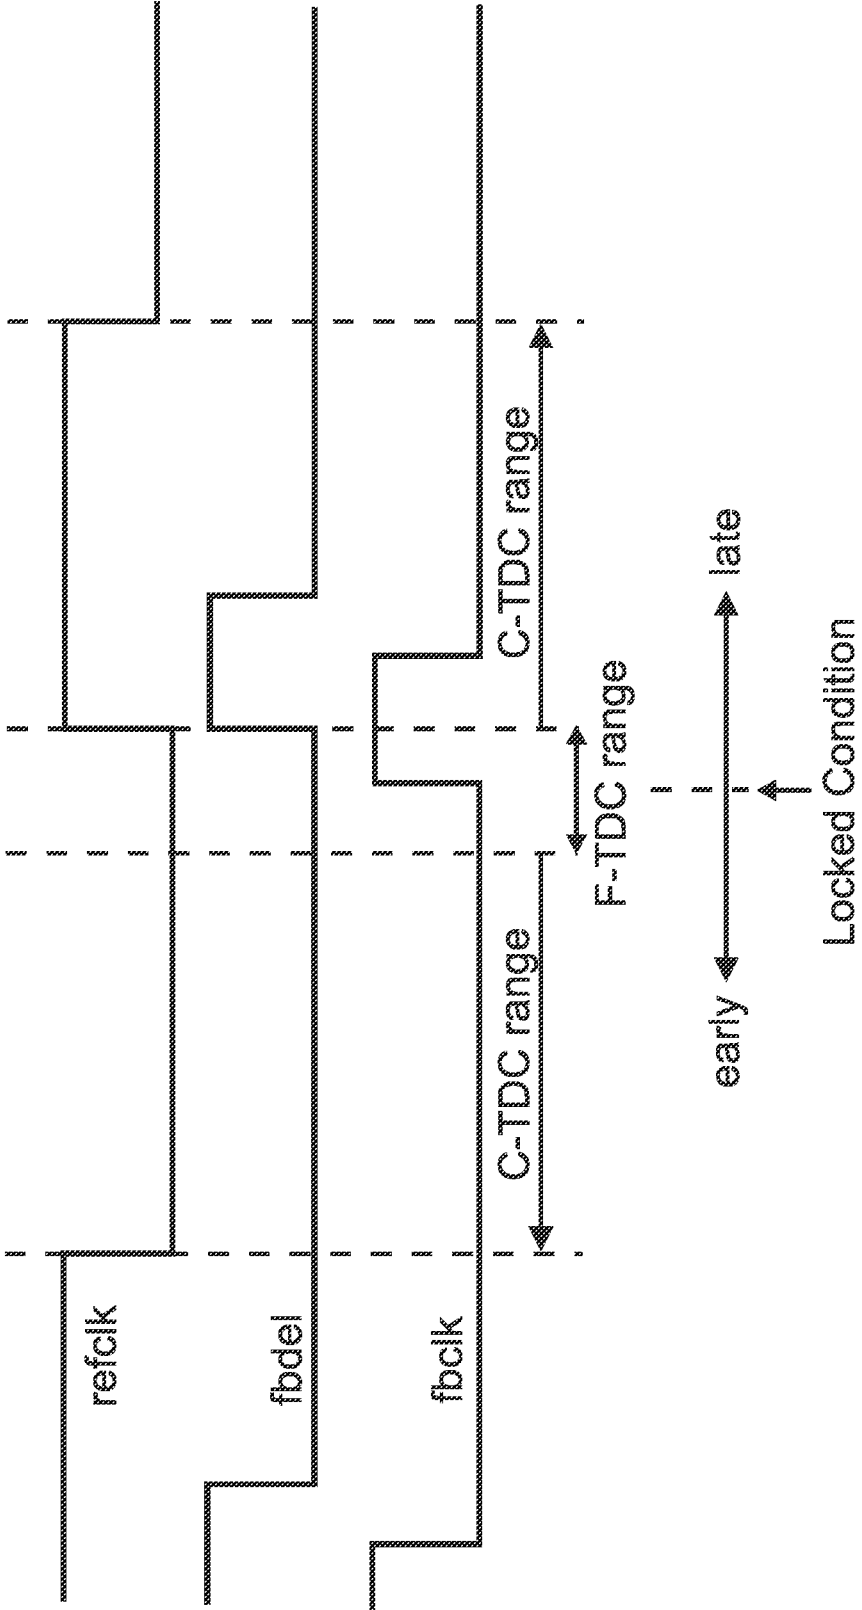 refclk
fbdel
fbclk
C-TDC range
C-TDC range
F-TDC range
early
late
Locked Condition